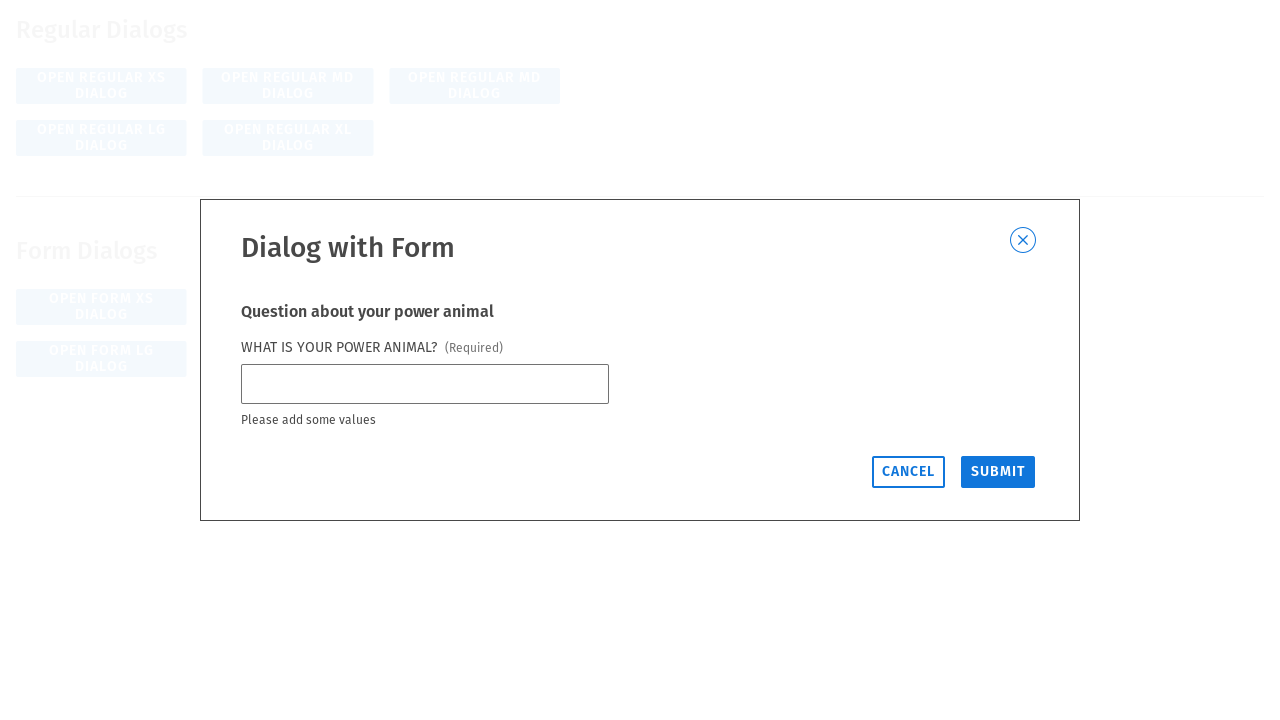 Regular Dialogs
OPEN REGULAR XS
DIALOG
OPEN REGULAR MD
DIALOG
OPEN REGULAR MD
DIALOG
OPEN REGULAR LG
DIALOG
OPEN REGULAR XL
DIALOG
Form Dialogs
OPEN FORM XS
DIALOG
OPEN FORM LG
DIALOG
Dialog with Form
Question about your power animal
WHAT IS YOUR POWER ANIMAL? (Required)
Please add some values
CANCEL
SUBMIT